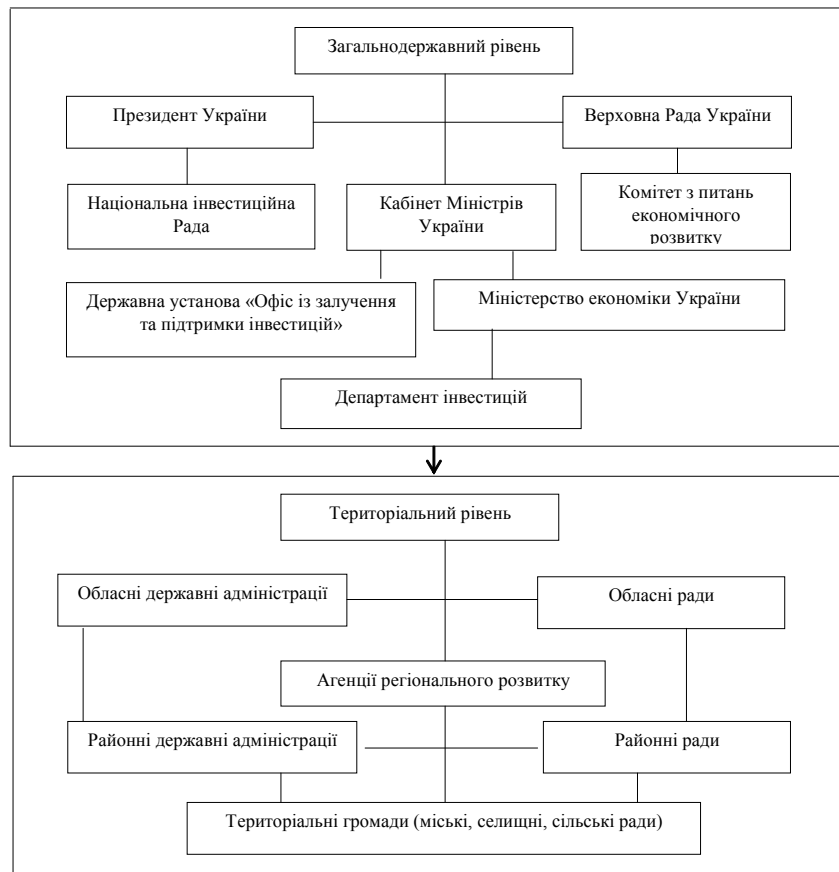 Загальнодержавний рівень
Президент України
Верховна Рада України
Національна інвестиційна
Рада
Кабінет Міністрів
України
Комітет з питань
економічного
розвитку
Державна установа «Офіс із залучення
та підтримки інвестицій»
Міністерство економіки України
Департамент інвестицій
Територіальний рівень
Обласні державні адміністрації
Обласні ради
Агенції регіонального розвитку
Районні державні адміністрації
Районні ради
Територіальні громади (міські, селищні, сільські ради)